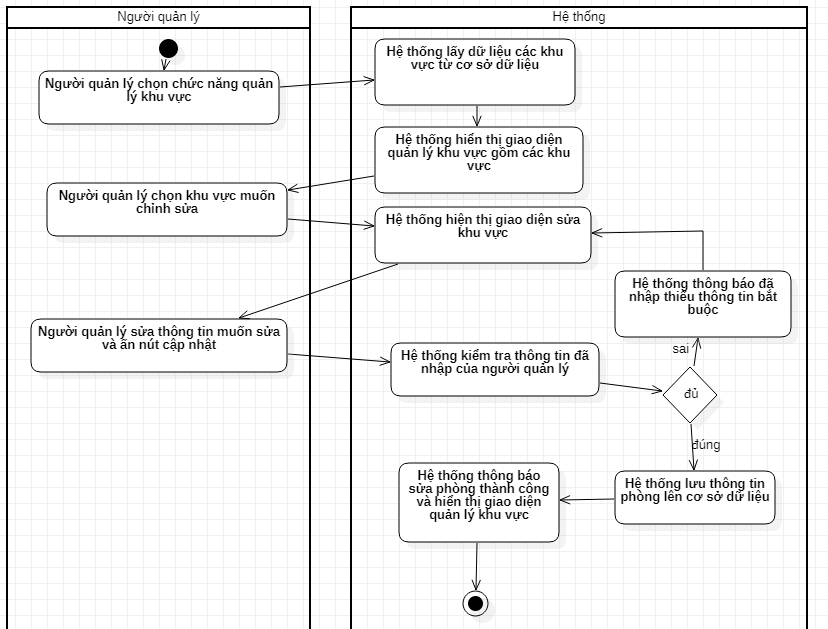 Người quản lý
Hệ thống
Người quản lý chọn chức năng quản
lý khu vực
Hệ thống lấy dữ liệu các khu
vực từ cơ sở dữ liệu
Hệ thống hiển thị giao diện
quản lý khu vực gồm các khu
vực
Người quản lý chọn khu vực muốn
chỉnh sửa
Hệ thống hiện thị giao diện sửa
khu vực
Hệ thống thông báo đã
nhập thiếu thông tin bắt
buộc
Người quản lý sửa thông tin muốn sửa
và ấn nút cập nhật
Hệ thống kiểm tra thông tin đã
nhập của người quản lý
sai
đủ
đúng
Hệ thống lưu thông tin
phòng lên cơ sở dữ liệu
Hệ thống thông báo
sửa phòng thành công
và hiển thị giao diện
quản lý khu vực